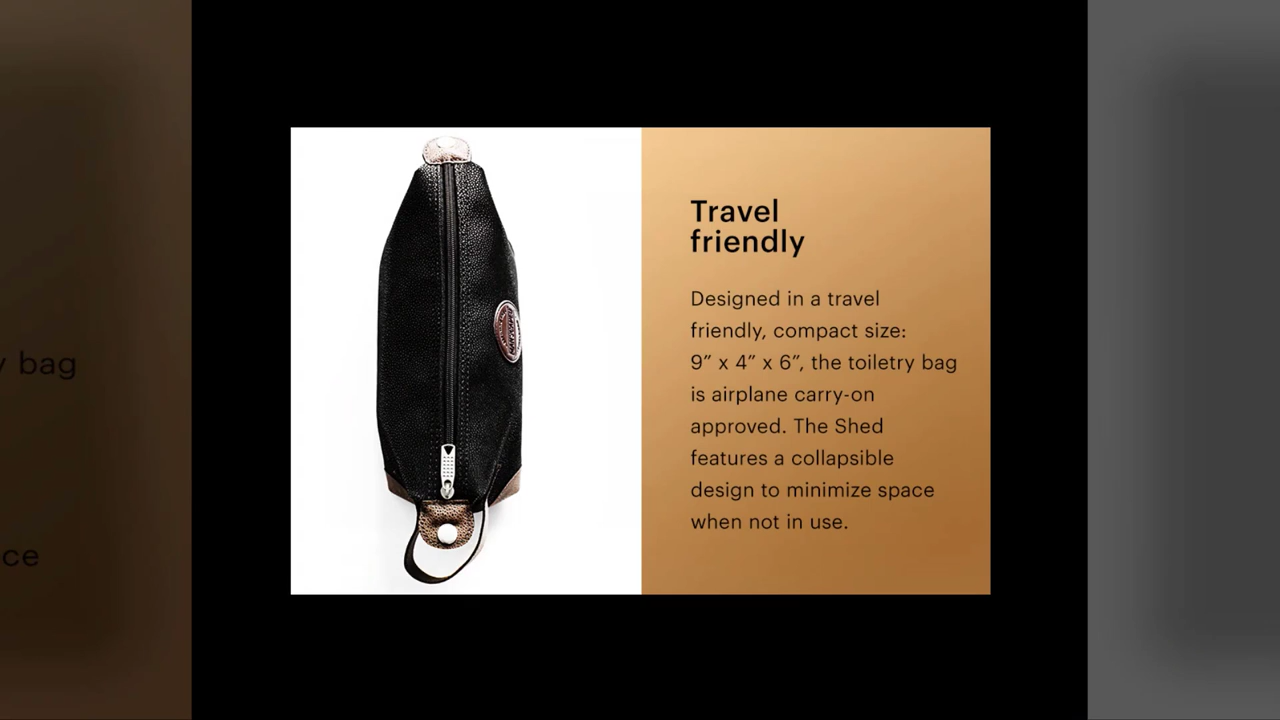 Travel
friendly
Designed in a travel
friendly, compact size:
9” x 4” x 6”, the toiletry bag
is airplane carry-on
approved. The Shed
features a collapsible
design to minimize space
when not in use.
y bag
ce